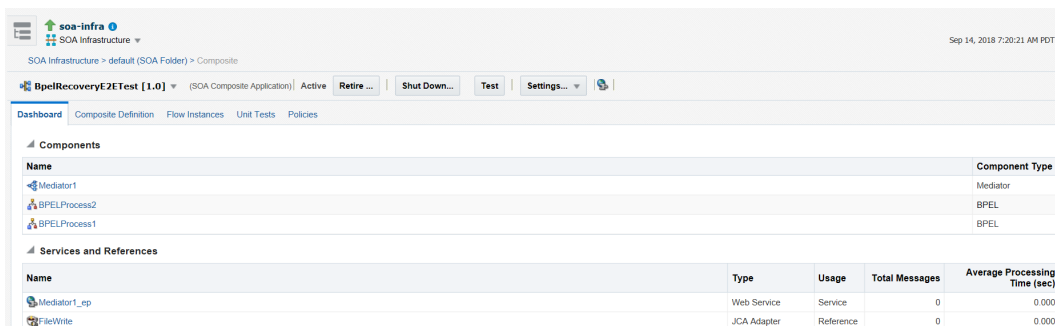 soa-infra
SOA Infrastructure
Sep 14, 2018 7:20:21 AM PDT
SOA Infrastructure > default (SOA Folder) > Composite
BpelRecoveryE2ETest [1.0] (SOA Composite Application) Active Retire ... Shut Down... Test Settings...
Dashboard Composite Definition Flow Instances Unit Tests Policies
Components
Name Component Type
Mediator1 Mediator
BPELProcess2 BPEL
BPELProcess1 BPEL
Services and References
Name Type Usage Total Messages Average Processing Time (sec)
Mediator1_ep Web Service Service 0 0.000
FileWrite JCA Adapter Reference 0 0.000